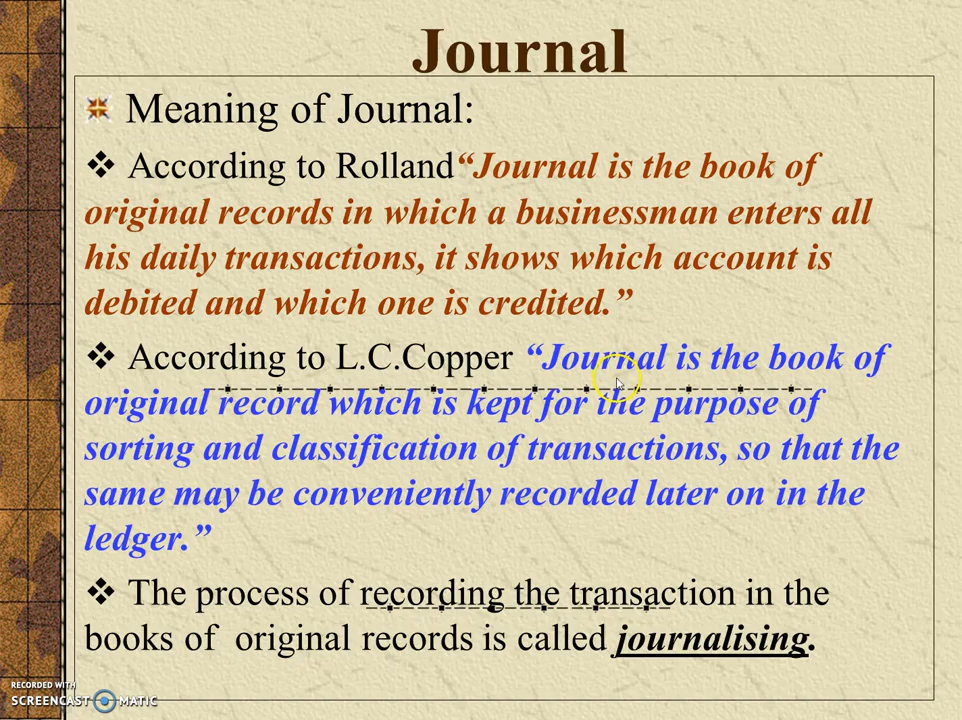 Journal
Meaning of Journal:
According to Rolland“Journal is the book of
original records in which a businessman enters all
his daily transactions, it shows which account is
debited and which one is credited.”
According to L.C.Copper “Journal is the book of
original record which is kept for the purpose of
sorting and classification of transactions, so that the
same may be conveniently recorded later on in the
ledger.”
The process of recording the transaction in the
books of original records is called journalising.
RECORDED WITH
SCREENCAST MATIC